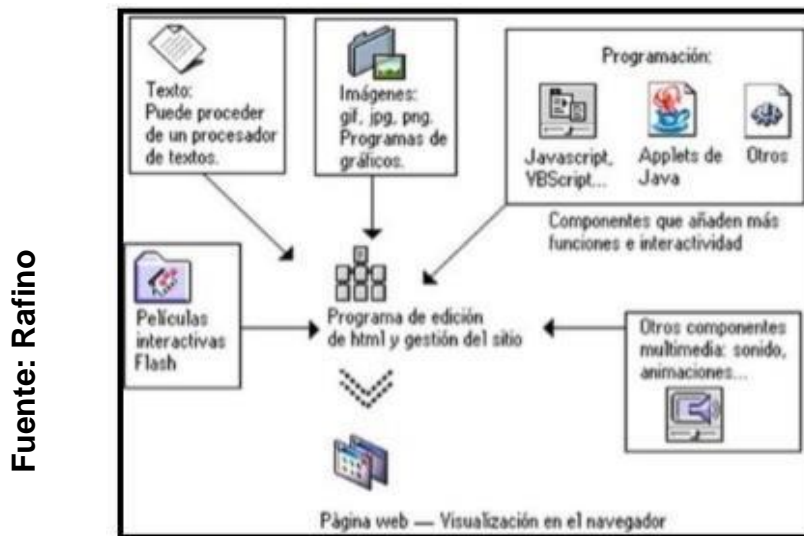 Fuente: Rafino
Texto:
Puede proceder
de un procesador
de textos.
Imágenes:
gif, jpg, png.
Programas de
gráficos.
Programación:
Javascript,
VBScript...
Applets de
Java
Otros
Componentes que añaden más
funciones e interactividad
Películas
interactivas
Flash
Programa de edición
de html y gestión del sitio
Otros componentes
multimedia: sonido,
animaciones...
Página web — Visualización en el navegador